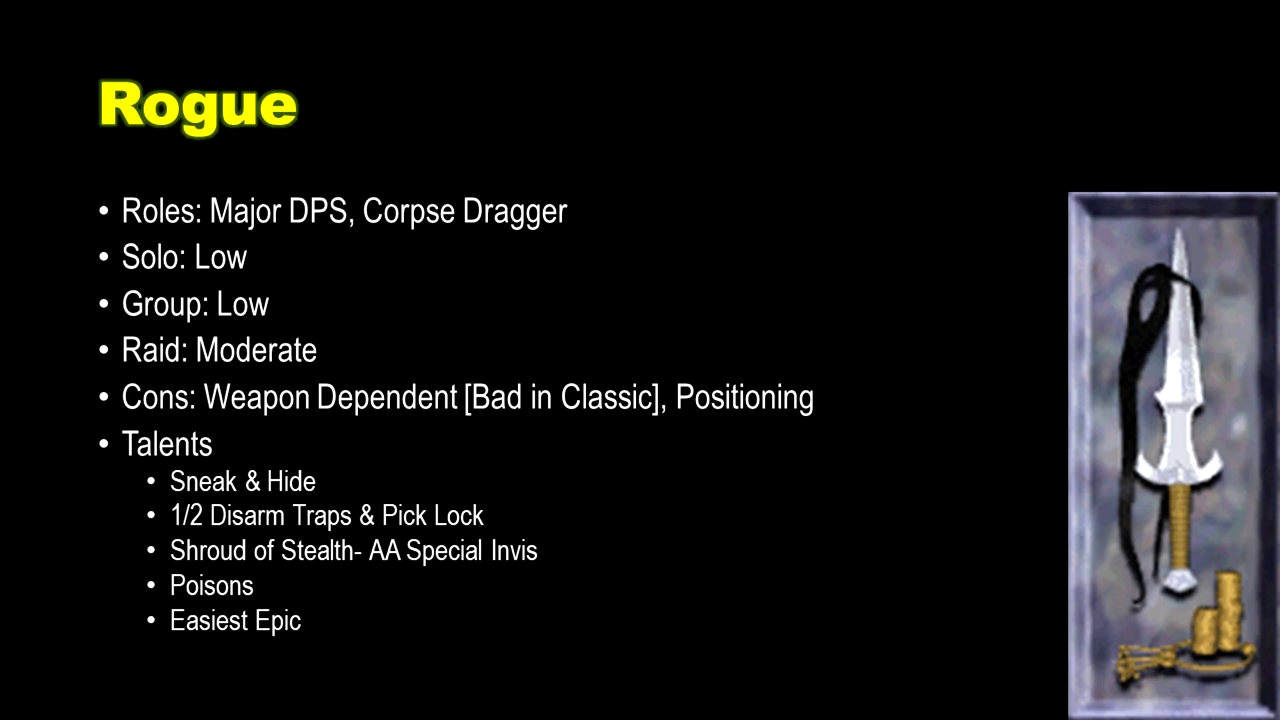 Rogue
• Roles: Major DPS, Corpse Dragger
• Solo: Low
• Group: Low
• Raid: Moderate
• Cons: Weapon Dependent [Bad in Classic], Positioning
• Talents
• Sneak & Hide
• 1/2 Disarm Traps & Pick Lock
• Shroud of Stealth- AA Special Invis
• Poisons
• Easiest Epic